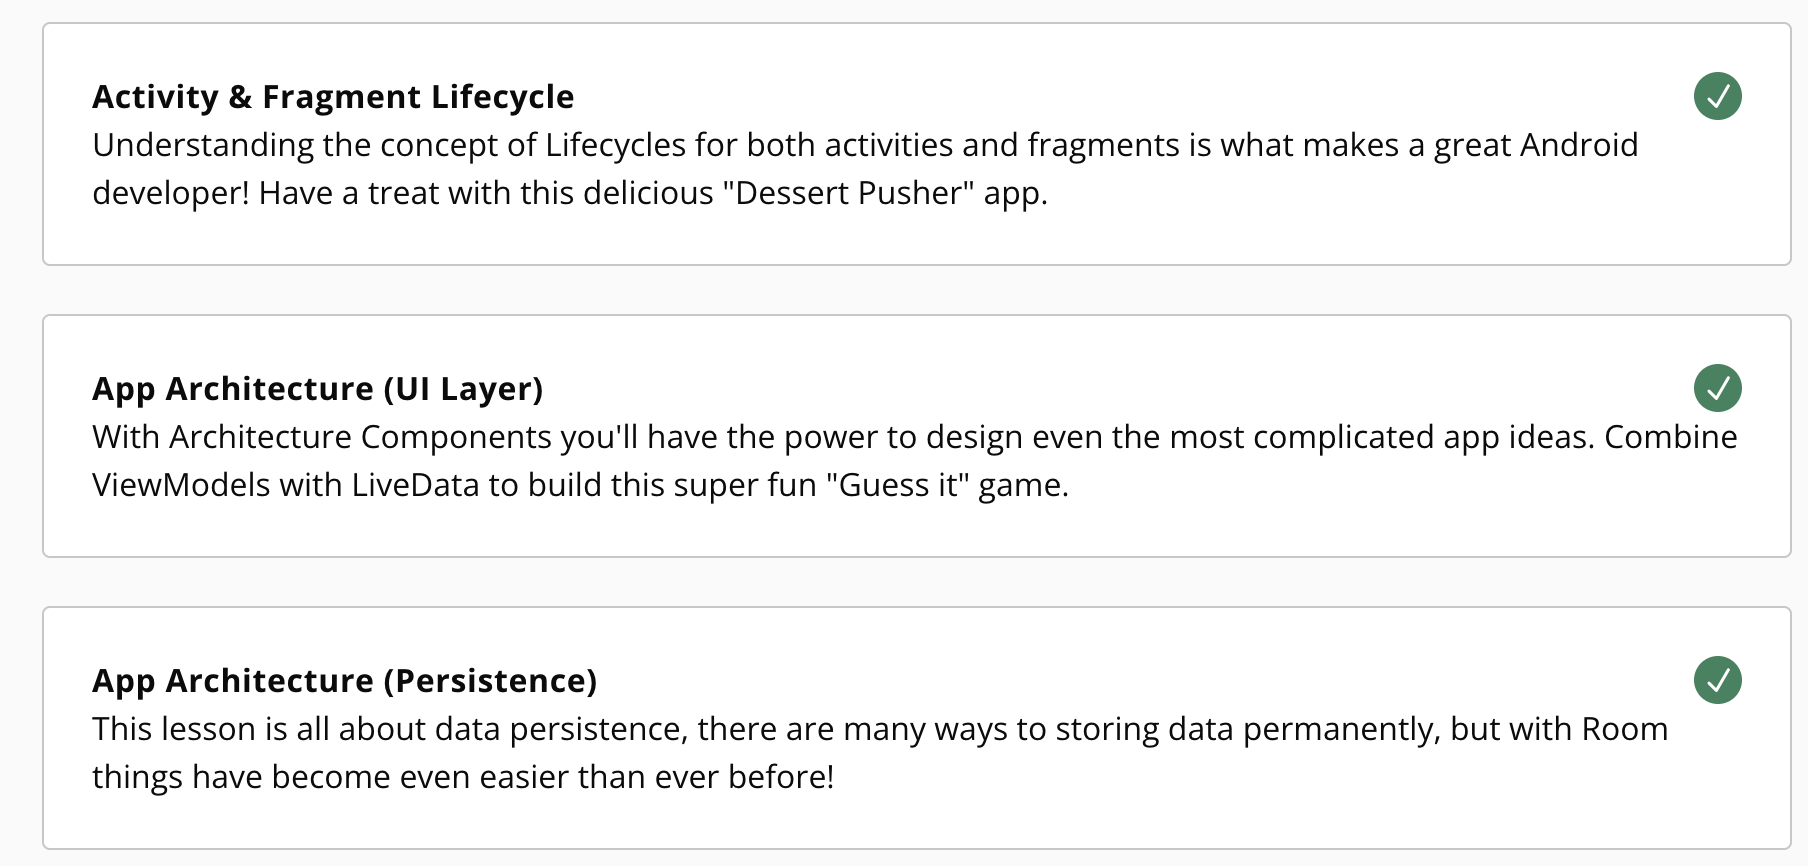 Activity & Fragment Lifecycle
Understanding the concept of Lifecycles for both activities and fragments is what makes a great Android
developer! Have a treat with this delicious "Dessert Pusher" app.
App Architecture (UI Layer)
With Architecture Components you'll have the power to design even the most complicated app ideas. Combine
ViewModels with LiveData to build this super fun "Guess it" game.
App Architecture (Persistence)
This lesson is all about data persistence, there are many ways to storing data permanently, but with Room
things have become even easier than ever before!